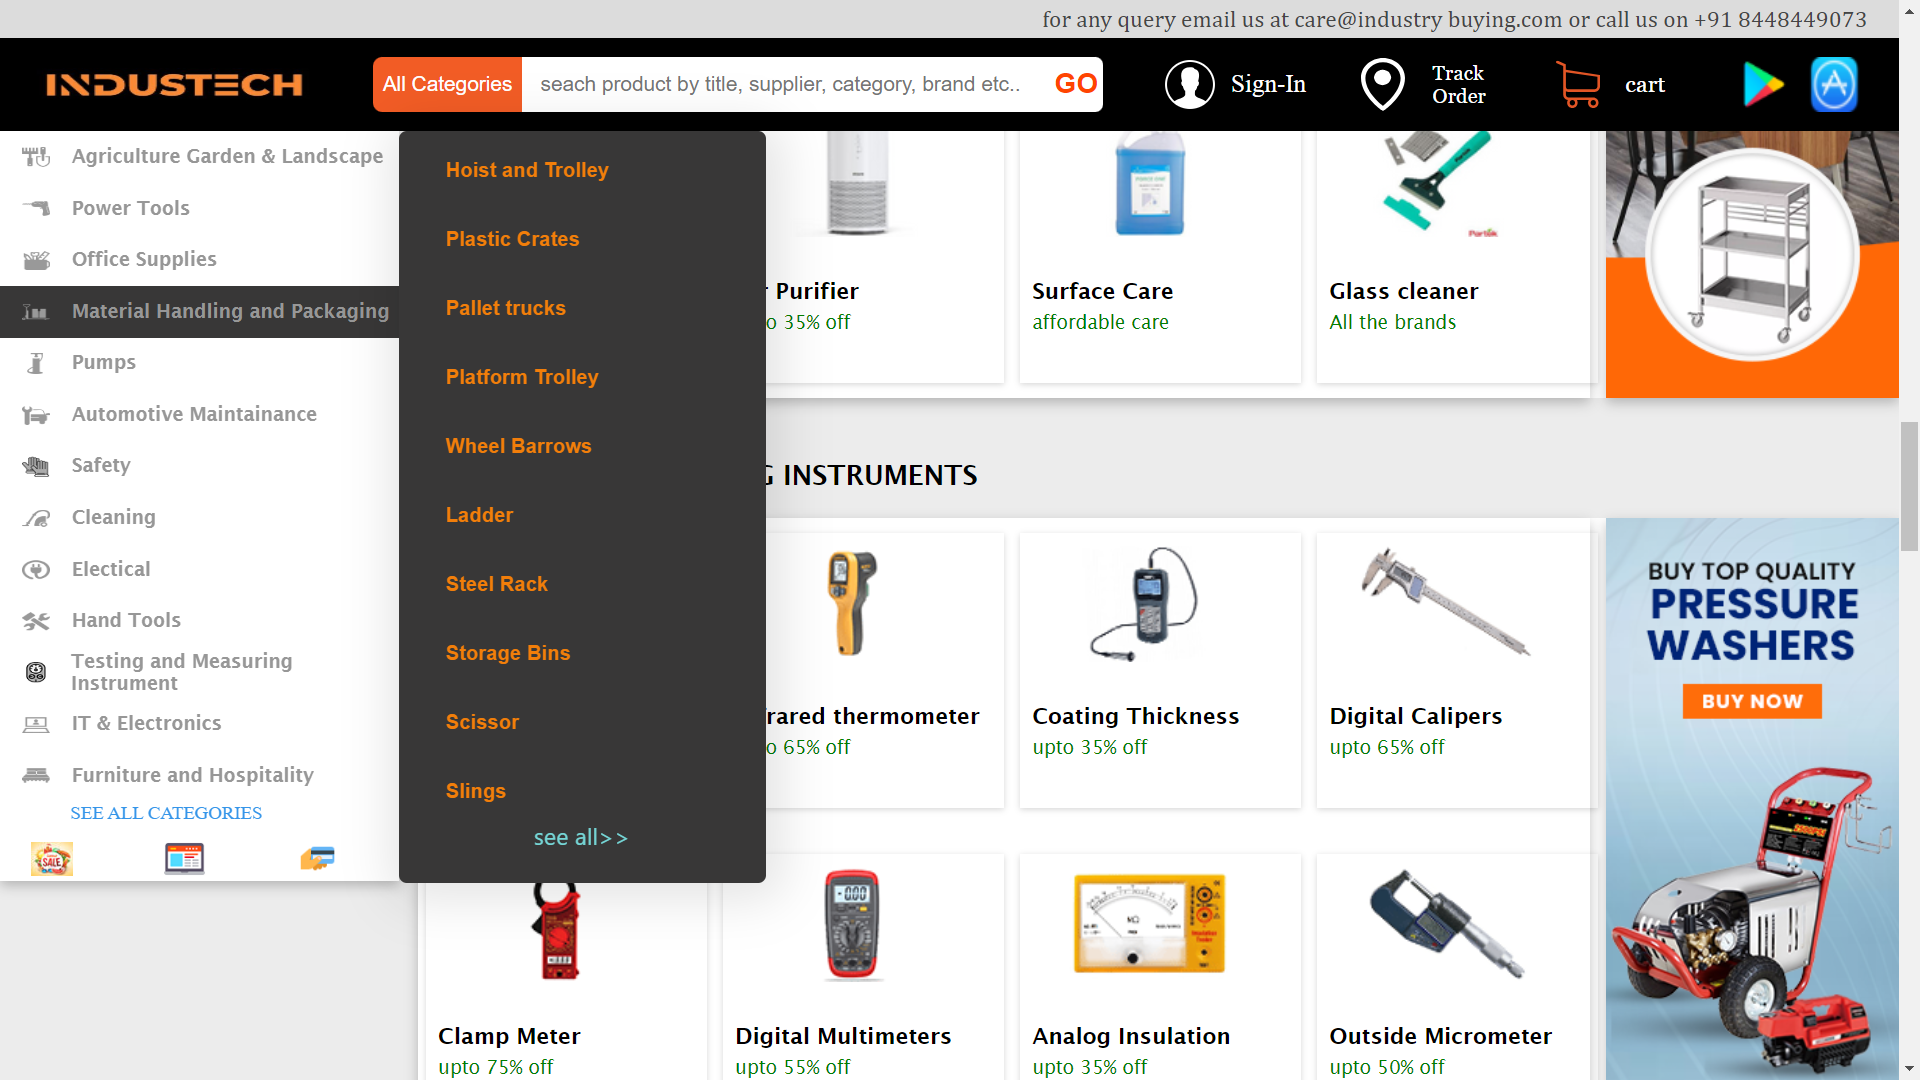 for any query email us at care@industry buying.com or call us on +91 8448449073
INDUSTECH
All Categories
seach product by title, supplier, category, brand etc..
GO
Sign-In
Track
Order
cart
Agriculture Garden & Landscape
Power Tools
Office Supplies
Material Handling and Packaging
Pumps
Automotive Maintainance
Safety
Cleaning
Electical
Hand Tools
Testing and Measuring
Instrument
IT & Electronics
Furniture and Hospitality
SEE ALL CATEGORIES
SALE
Hoist and Trolley
Plastic Crates
Pallet trucks
Platform Trolley
Wheel Barrows
Ladder
Steel Rack
Storage Bins
Scissor
Slings
see all>>
Purifier
35% off
Surface Care
affordable care
Glass cleaner
All the brands
INSTRUMENTS
rared thermometer
65% off
Coating Thickness
upto 35% off
Digital Calipers
upto 65% off
Clamp Meter
upto 75% off
Digital Multimeters
upto 55% off
Analog Insulation
upto 35% off
Outside Micrometer
upto 50% off
BUY TOP QUALITY
PRESSURE
WASHERS
BUY NOW